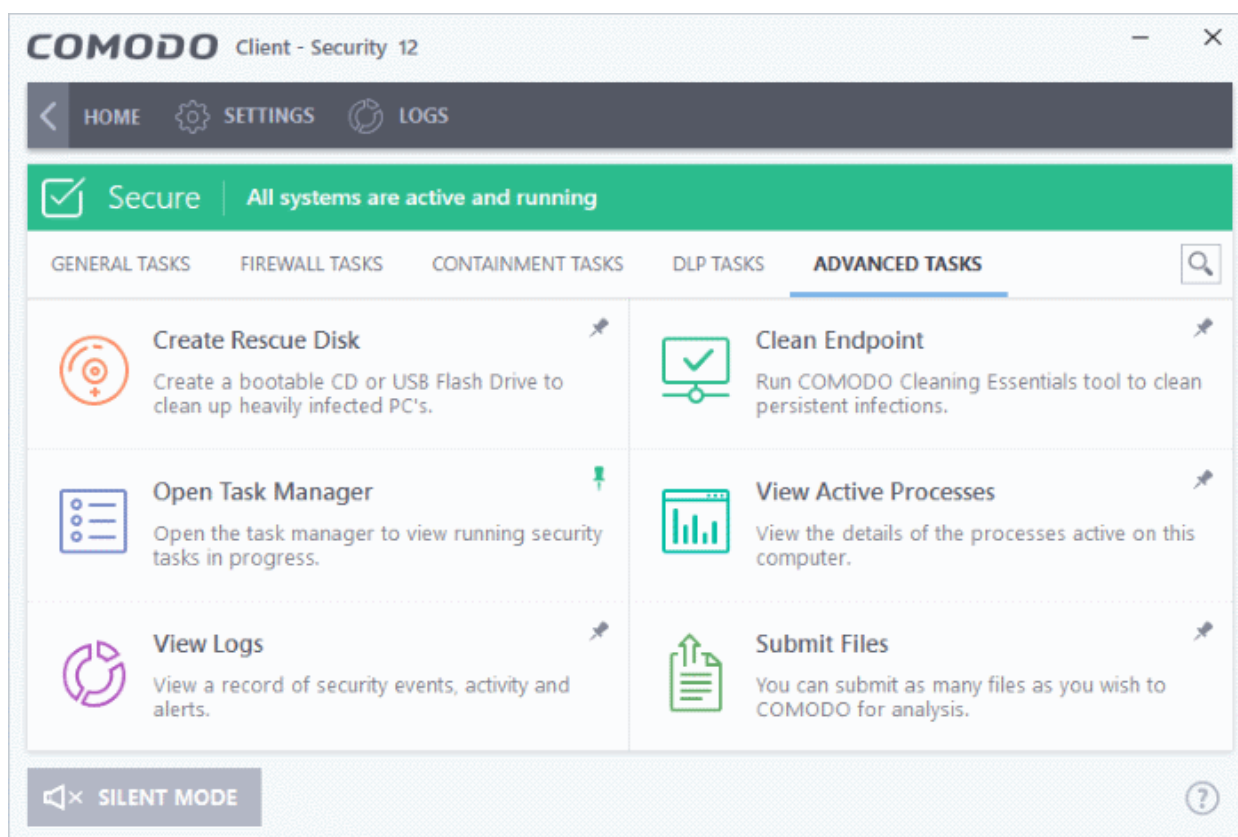 COMODO Client - Security 12
HOME SETTINGS LOGS
Secure All systems are active and running
GENERAL TASKS FIREWALL TASKS CONTAINMENT TASKS DLP TASKS ADVANCED TASKS
Create Rescue Disk
Create a bootable CD or USB Flash Drive to
clean up heavily infected PC's.
Clean Endpoint
Run COMODO Cleaning Essentials tool to clean
persistent infections.
Open Task Manager
Open the task manager to view running security
tasks in progress.
View Active Processes
View the details of the processes active on this
computer.
View Logs
View a record of security events, activity and
alerts.
Submit Files
You can submit as many files as you wish to
COMODO for analysis.
SILENT MODE
?